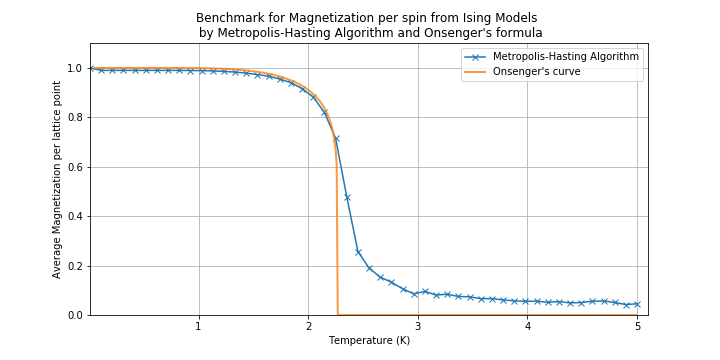 Benchmark for Magnetization per spin from Ising Models
by Metropolis-Hasting Algorithm and Onsenger's formula
Metropolis-Hasting Algorithm
Onsenger's curve
Average Magnetization per lattice point
1.0
0.8
0.6
0.4
0.2
0.0
1 2 3 4 5
Temperature (K)